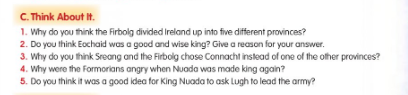 C. Think About It.
1. Why do you think the Firbolg divided Ireland up into five different provinces?
2. Do you think Eochaid was a good and wise king? Give a reason for your answer.
3. Why do you think Sreang and the Firbolg chose Connacht instead of one of the other provinces?
4. Why were the Formorians angry when Nuada was made king again?
5. Do you think it was a good idea for King Nuada to ask Lugh to lead the army?